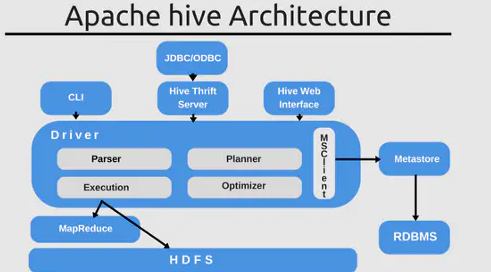 Apache hive Architecture
JDBC/ODBC
CLI
Hive Thrift
Server
Hive Web
Interface
Driver
Parser
Planner
Execution
Optimizer
MSClient
Metastore
MapReduce
RDBMS
HDFS